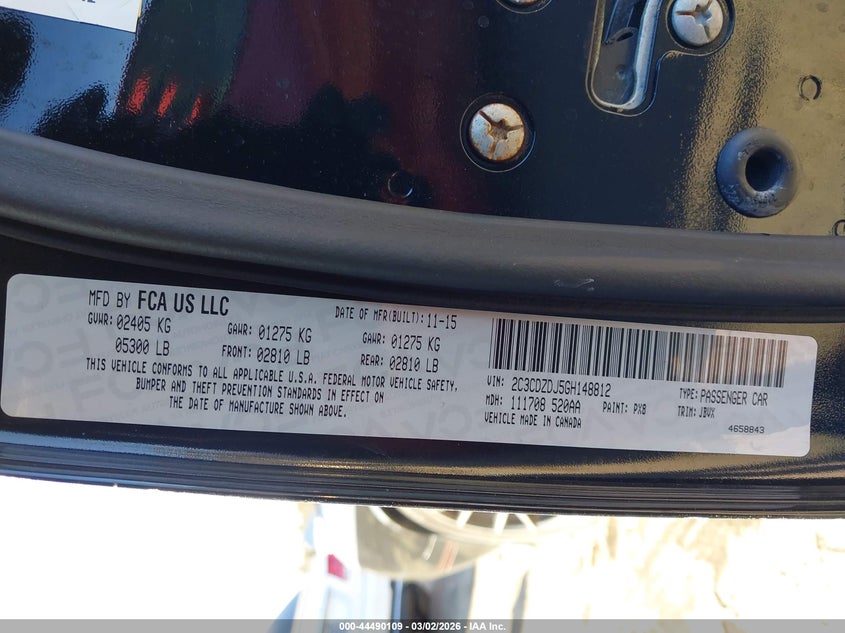 MFD BY FCA US LLC
DATE OF MFR(BUILT): 11-15
GVWR: 02405 KG GAWR: 01275 KG GAWR: 01275 KG
05300 LB FRONT: 02810 LB REAR: 02810 LB
THIS VEHICLE CONFORMS TO ALL APPLICABLE U.S.A. FEDERAL MOTOR VEHICLE SAFETY,
BUMPER AND THEFT PREVENTION STANDARDS IN EFFECT ON
THE DATE OF MANUFACTURE SHOWN ABOVE.
VIN: 2C3CDZDJ5GH148812 TYPE: PASSENGER CAR
MDH: 111708 520AA PAINT: PX8 TRIM: JBVX
VEHICLE MADE IN CANADA
4658843
000-44490109 | 03/02/2026 | IAA Inc.